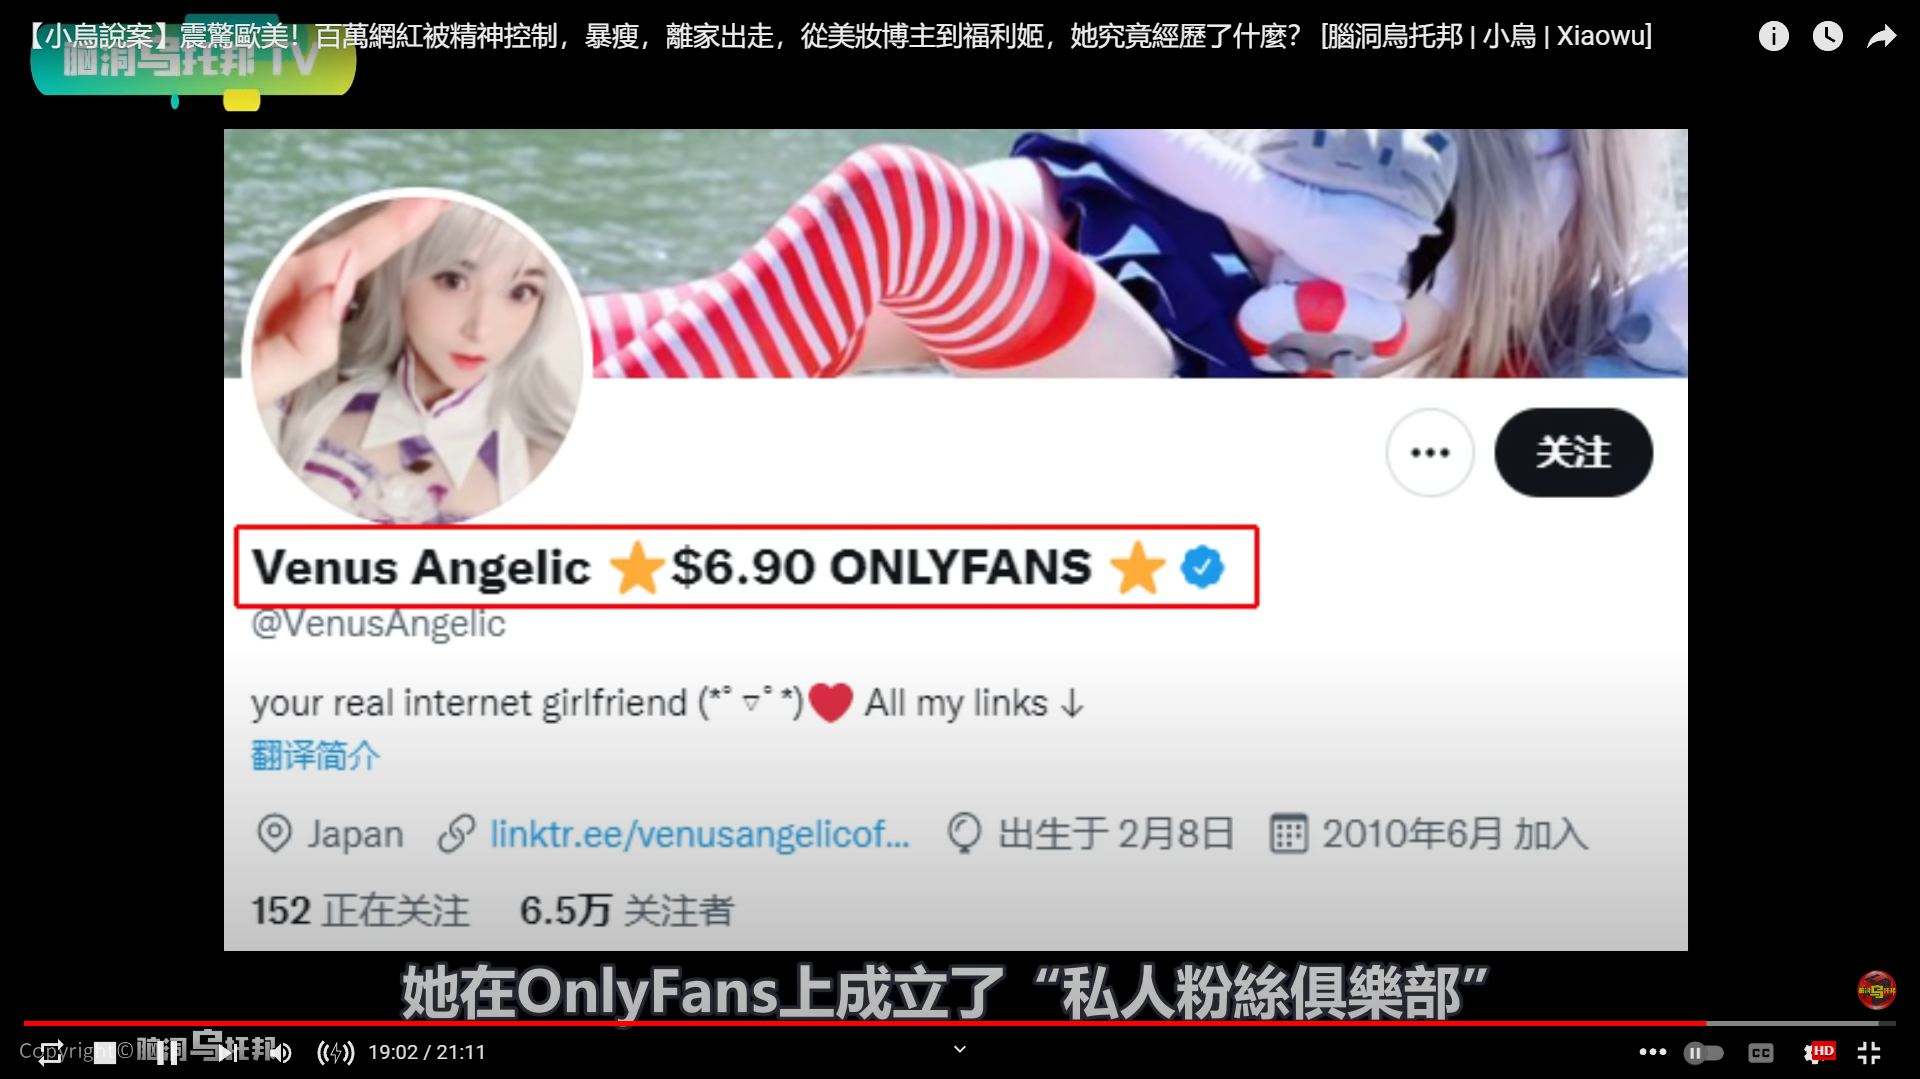 【小烏說案】震驚歐美！百萬網紅被精神控制，暴瘦，離家出走，從美妝博主到福利姬，她究竟經歷了什麼？ [腦洞烏托邦 | 小烏 | Xiaowu]
脑洞乌托邦 TV
关注
Venus Angelic ⭐$6.90 ONLYFANS ⭐
@VenusAngelic
your real internet girlfriend (*ﾟ▽ﾟ*)❤ All my links ↓
翻译简介
Japan linktr.ee/venusangelicof... 出生于 2月8日 2010年6月 加入
152 正在关注 6.5万 关注者
她在OnlyFans上成立了“私人粉絲俱樂部”
Copyright© 脑洞乌托邦
19:02 / 21:11
CC
HD